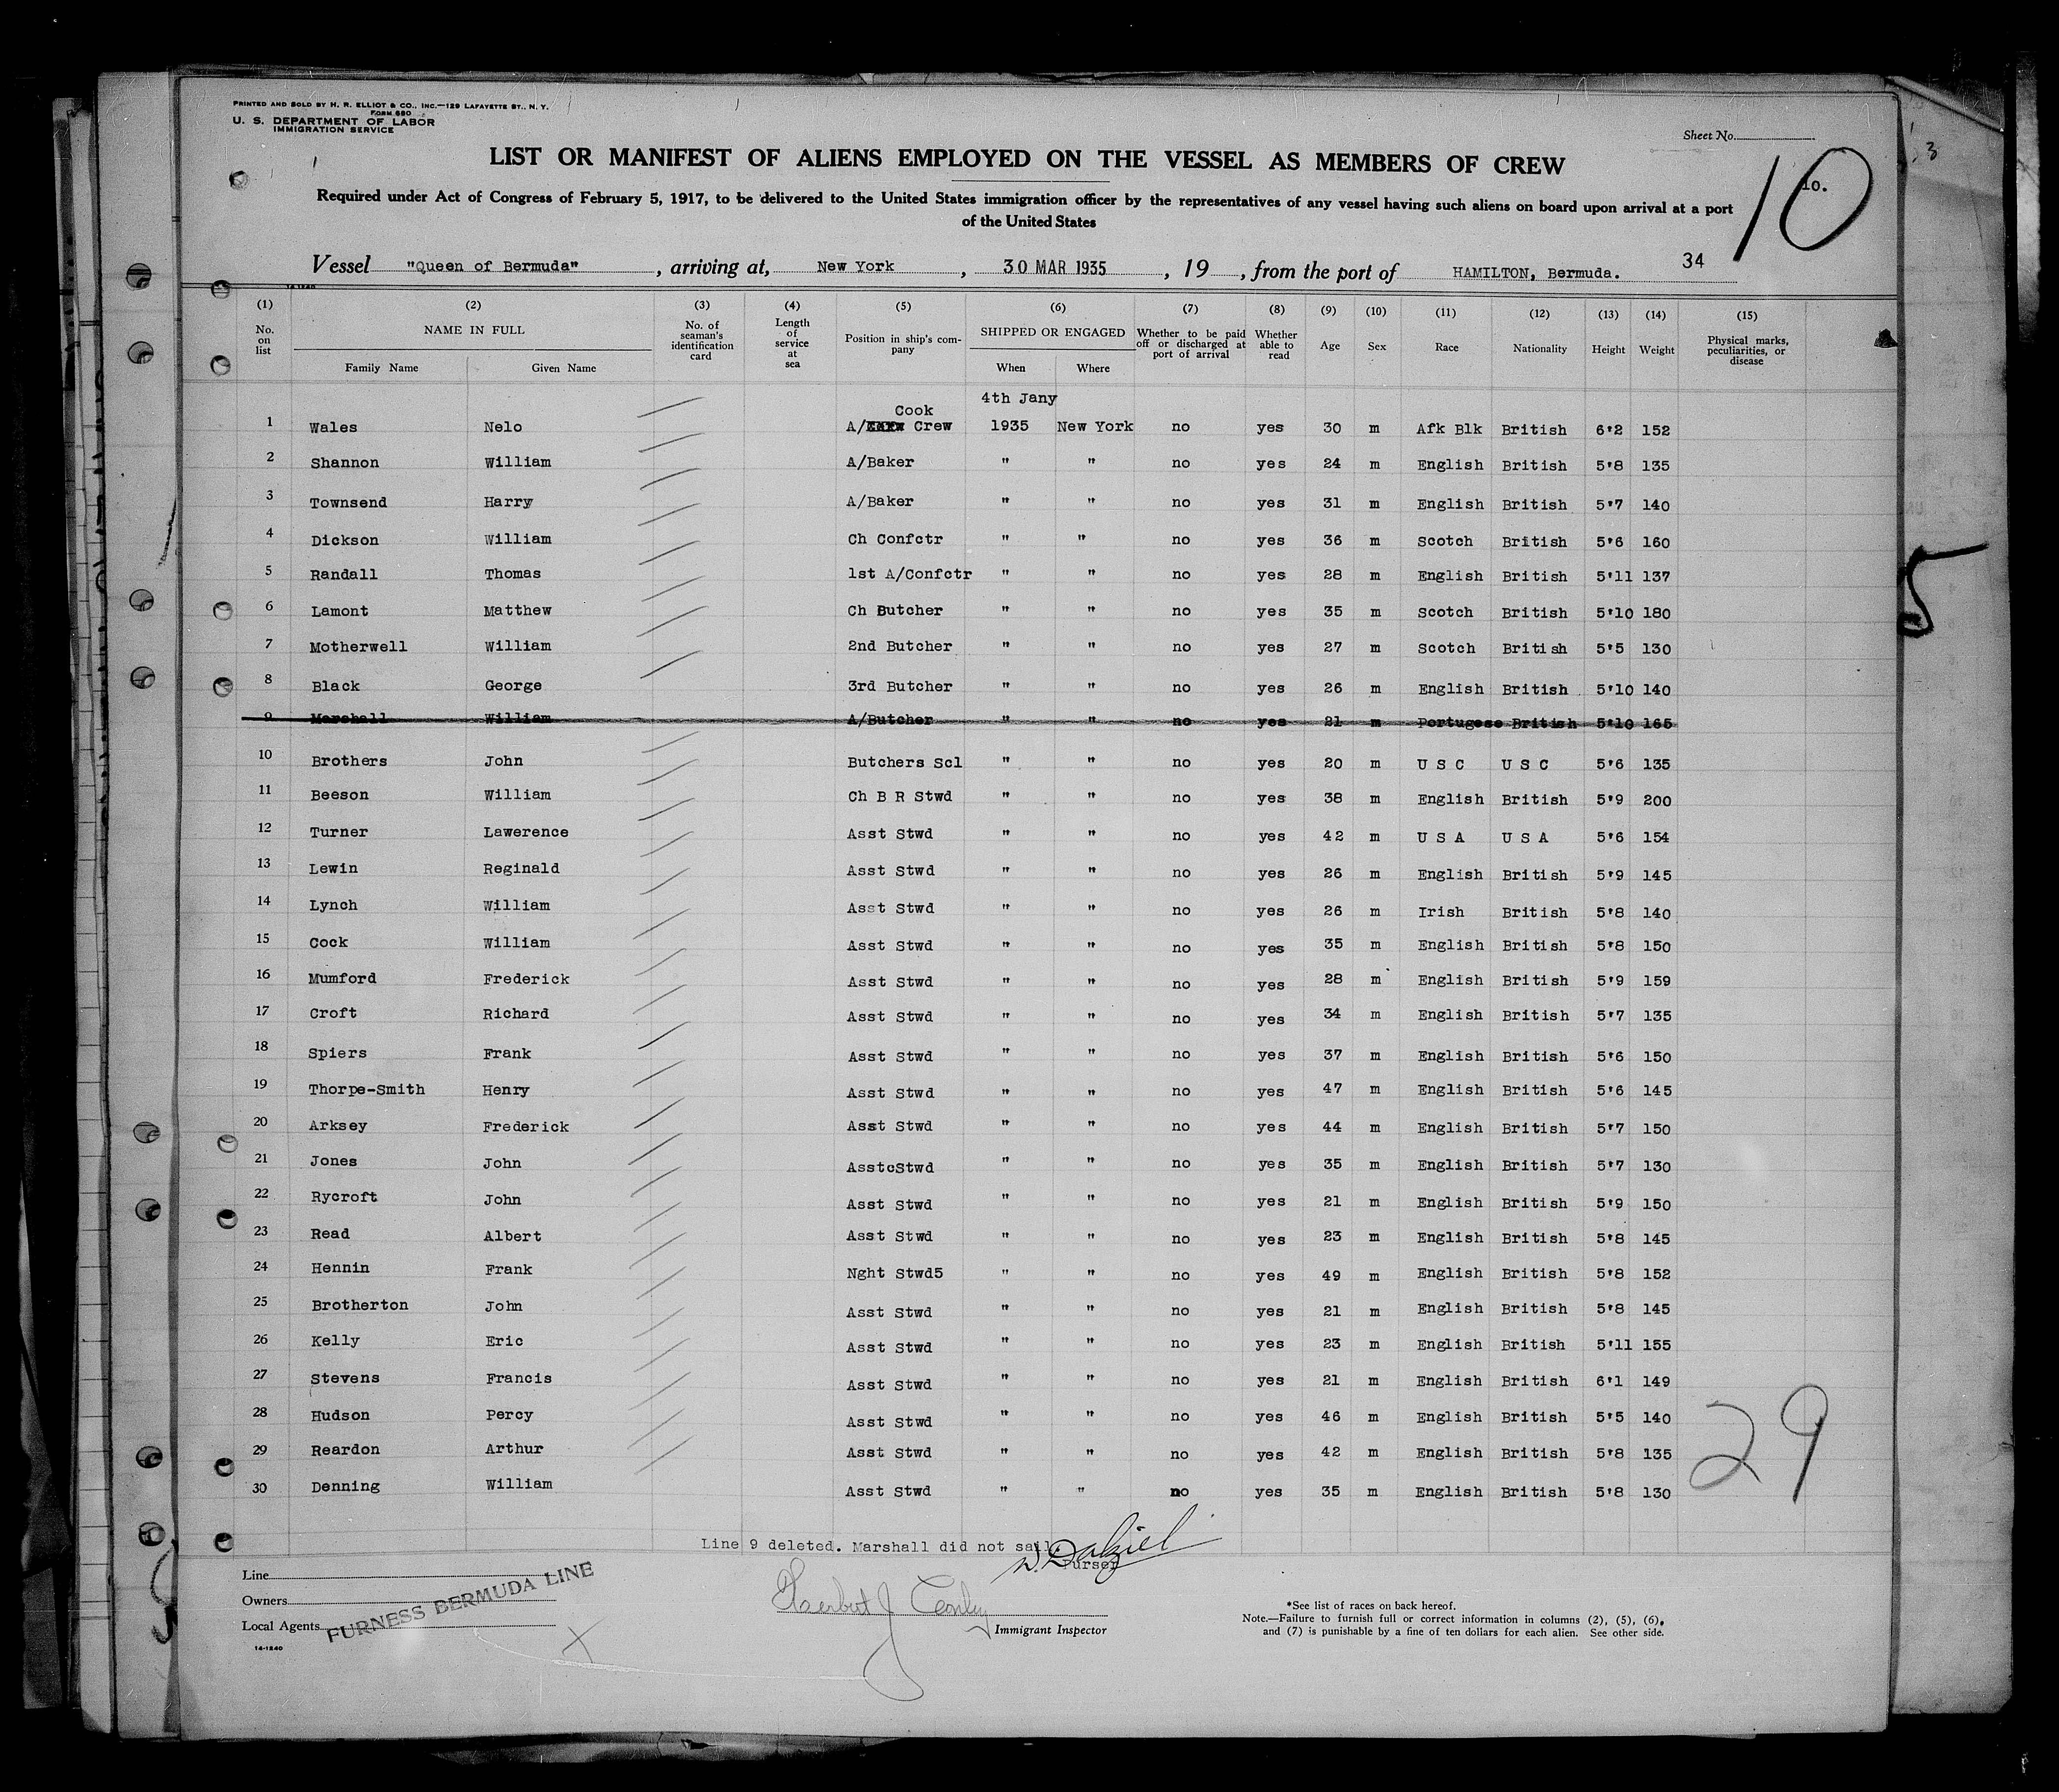 PRINTED AND SOLD BY H. R. ELLIOT & CO., INC.—129 LAFAYETTE ST., N. Y.
FORM 680
U. S. DEPARTMENT OF LABOR
IMMIGRATION SERVICE
Sheet No.
LIST OR MANIFEST OF ALIENS EMPLOYED ON THE VESSEL AS MEMBERS OF CREW
10
10.
3
Required under Act of Congress of February 5, 1917, to be delivered to the United States immigration officer by the representatives of any vessel having such aliens on board upon arrival at a port
of the United States
Vessel "Queen of Bermuda" , arriving at, New York , 30 MAR 1935 , 19 , from the port of HAMILTON, Bermuda. 34
14-1240
(1) (2) (3) (4) (5) (6) (7) (8) (9) (10) (11) (12) (13) (14) (15)
No. on list NAME IN FULL Family Name Given Name No. of seaman's identification card Length of service at sea Position in ship's company SHIPPED OR ENGAGED When Where Whether to be paid off or discharged at port of arrival Whether able to read Age Sex Race Nationality Height Weight Physical marks, peculiarities, or disease
4th Jany
Cook
1 Wales Nelo A/ Crew 1935 New York no yes 30 m Afk Blk British 6'2 152
2 Shannon William A/Baker " " no yes 24 m English British 5'8 135
3 Townsend Harry A/Baker " " no yes 31 m English British 5'7 140
4 Dickson William Ch Confctr " " no yes 36 m Scotch British 5'6 160
5 Randall Thomas 1st A/Confctr " " no yes 28 m English British 5'11 137
6 Lamont Matthew Ch Butcher " " no yes 35 m Scotch British 5'10 180
7 Motherwell William 2nd Butcher " " no yes 27 m Scotch British 5'5 130
8 Black George 3rd Butcher " " no yes 26 m English British 5'10 140
9 Marshall William A/Butcher " " no yes 21 m Portugese British 5'10 165
10 Brothers John Butchers Scl " " no yes 20 m U S C U S C 5'6 135
11 Beeson William Ch B R Stwd " " no yes 38 m English British 5'9 200
12 Turner Lawerence Asst Stwd " " no yes 42 m U S A U S A 5'6 154
13 Lewin Reginald Asst Stwd " " no yes 26 m English British 5'9 145
14 Lynch William Asst Stwd " " no yes 26 m Irish British 5'8 140
15 Cock William Asst Stwd " " no yes 35 m English British 5'8 150
16 Mumford Frederick Asst Stwd " " no yes 28 m English British 5'9 159
17 Croft Richard Asst Stwd " " no yes 34 m English British 5'7 135
18 Spiers Frank Asst Stwd " " no yes 37 m English British 5'6 150
19 Thorpe-Smith Henry Asst Stwd " " no yes 47 m English British 5'6 145
20 Arksey Frederick Asst Stwd " " no yes 44 m English British 5'7 150
21 Jones John AsstcStwd " " no yes 35 m English British 5'7 130
22 Rycroft John Asst Stwd " " no yes 21 m English British 5'9 150
23 Read Albert Asst Stwd " " no yes 23 m English British 5'8 145
24 Hennin Frank Nght Stwd5 " " no yes 49 m English British 5'8 152
25 Brotherton John Asst Stwd " " no yes 21 m English British 5'8 145
26 Kelly Eric Asst Stwd " " no yes 23 m English British 5'11 155
27 Stevens Francis Asst Stwd " " no yes 21 m English British 6'1 149
28 Hudson Percy Asst Stwd " " no yes 46 m English British 5'5 140
29 Reardon Arthur Asst Stwd " " no yes 42 m English British 5'8 135
30 Denning William Asst Stwd " " no yes 35 m English British 5'8 130
5
29
Line 9 deleted. Marshall did not sail.
W. Dalziel
Purser
Line
Owners
Local Agents
FURNESS BERMUDA LINE
14-1240
Herbert J
Immigrant Inspector
*See list of races on back hereof.
Note.—Failure to furnish full or correct information in columns (2), (5), (6),
and (7) is punishable by a fine of ten dollars for each alien. See other side.